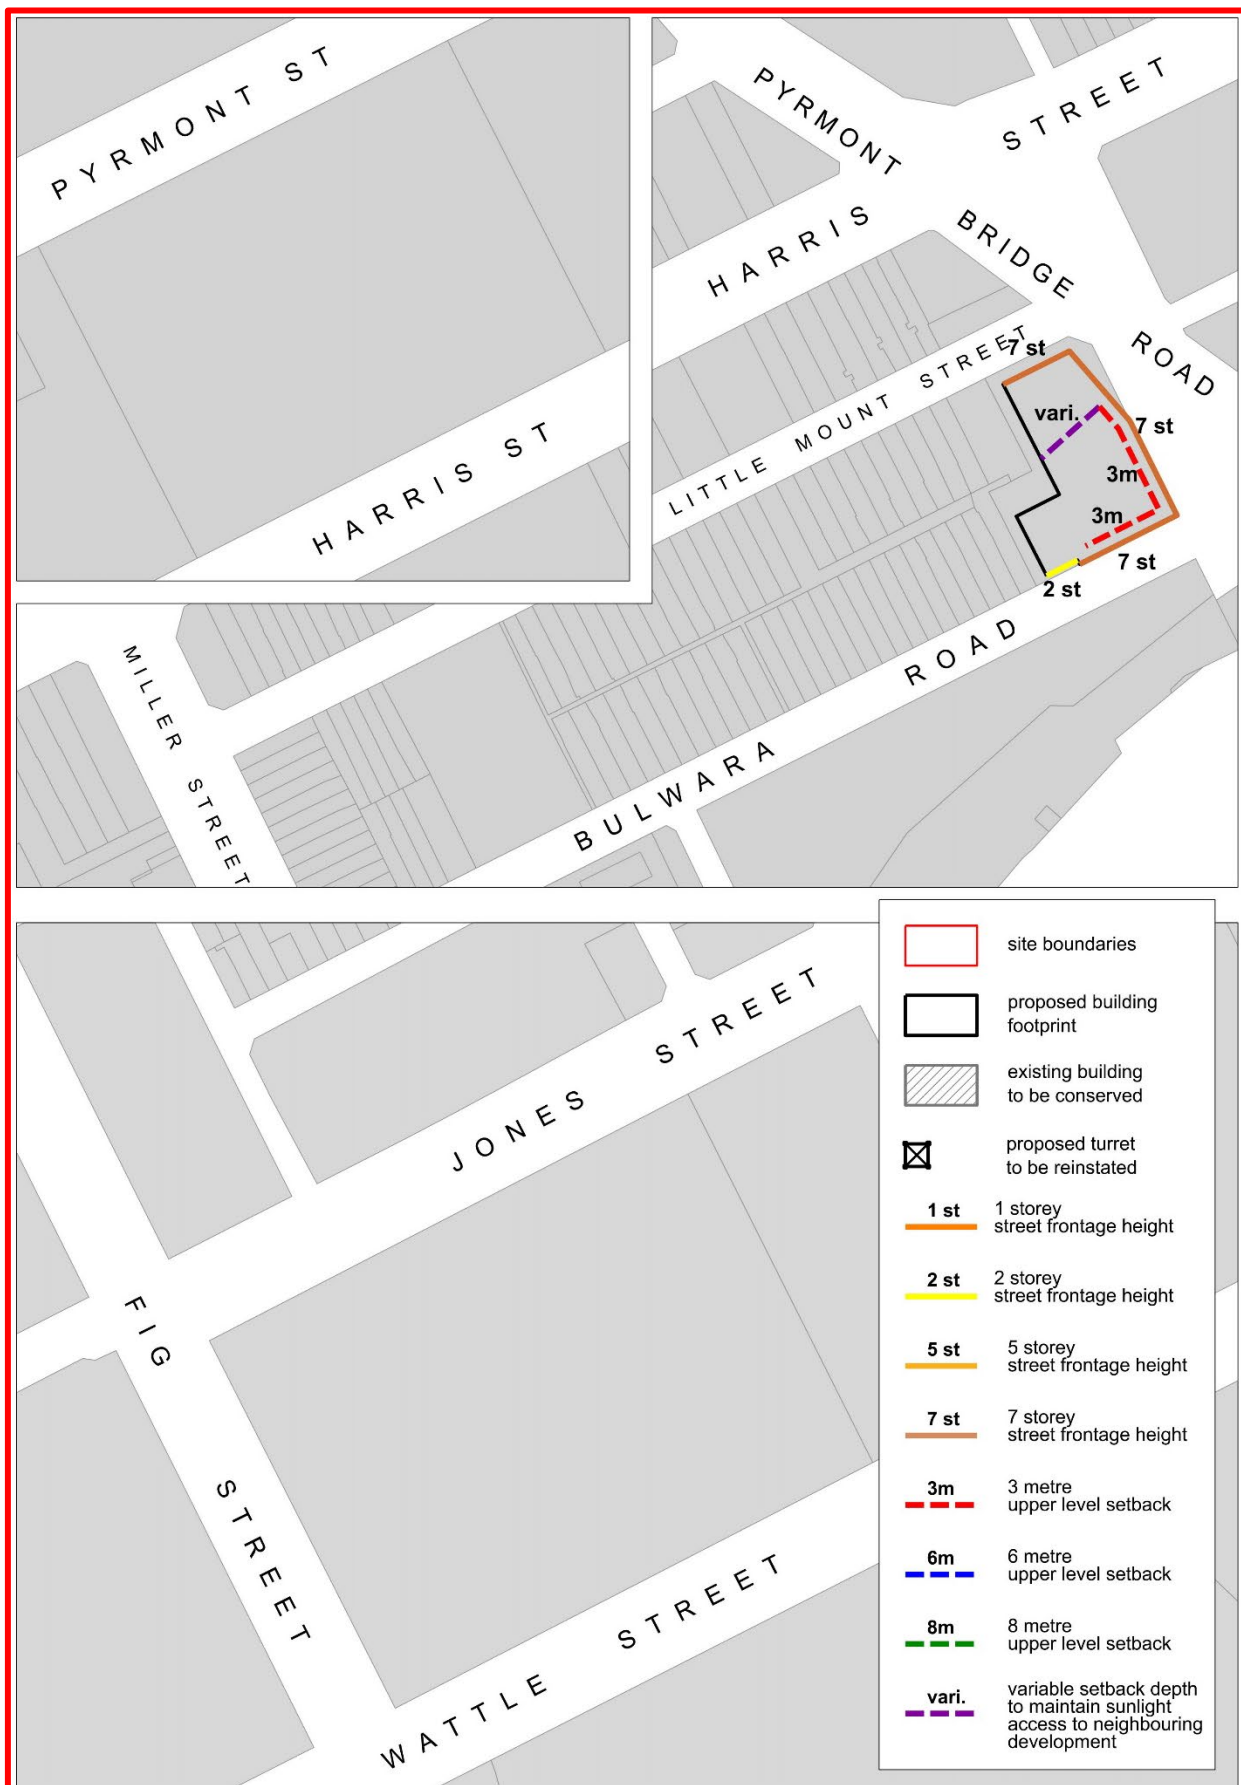 PYRMONT ST
HARRIS ST
PYRMONT
BRIDGE
ROAD
HARRIS STREET
LITTLE MOUNT STREET
7 st
vari.
7 st
3m
3m
7 st
2 st
MILLER STREET
BULWARA ROAD
JONES STREET
FIG STREET
WATTLE STREET
site boundaries
proposed building
footprint
existing building
to be conserved
proposed turret
to be reinstated
1 st 1 storey
street frontage height
2 st 2 storey
street frontage height
5 st 5 storey
street frontage height
7 st 7 storey
street frontage height
3m 3 metre
upper level setback
6m 6 metre
upper level setback
8m 8 metre
upper level setback
vari. variable setback depth
to maintain sunlight
access to neighbouring
development